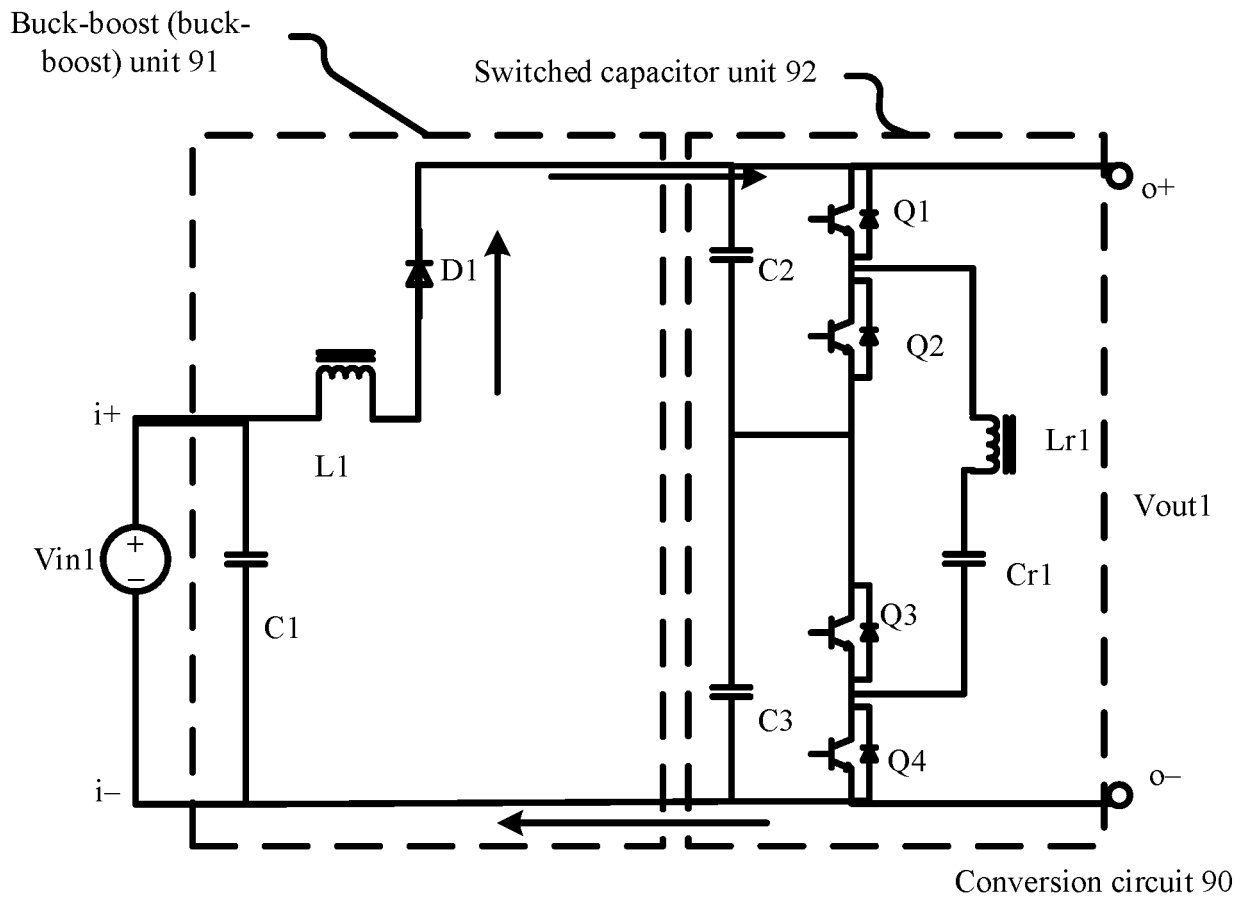 Buck-boost (buck-
boost) unit 91
Switched capacitor unit 92
o+
Q1
C2
D1
Q2
i+
L1
Lr1
Vout1
+
Vin1
−
Cr1
C1
Q3
C3
Q4
i−
o−
Conversion circuit 90